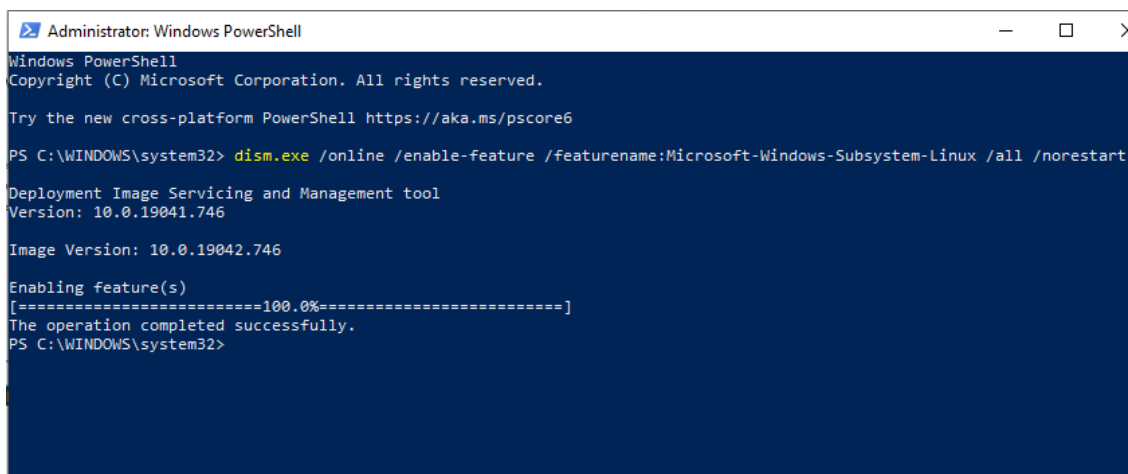 Administrator: Windows PowerShell
Windows PowerShell
Copyright (C) Microsoft Corporation. All rights reserved.
Try the new cross-platform PowerShell https://aka.ms/pscore6
PS C:\WINDOWS\system32> dism.exe /online /enable-feature /featurename:Microsoft-Windows-Subsystem-Linux /all /norestart
Deployment Image Servicing and Management tool
Version: 10.0.19041.746
Image Version: 10.0.19042.746
Enabling feature(s)
[==========================100.0%==========================]
The operation completed successfully.
PS C:\WINDOWS\system32>